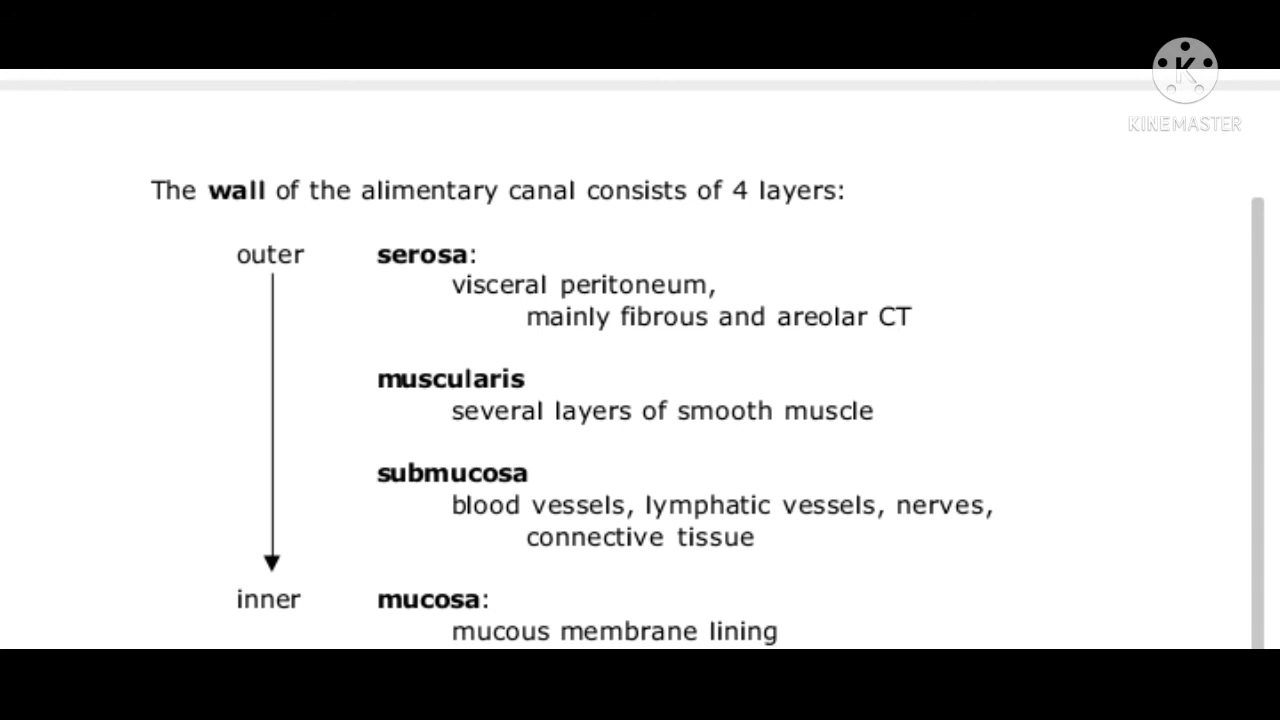 K
KINEMASTER
The wall of the alimentary canal consists of 4 layers:
outer serosa:
visceral peritoneum,
mainly fibrous and areolar CT
muscularis
several layers of smooth muscle
submucosa
blood vessels, lymphatic vessels, nerves,
connective tissue
inner mucosa:
mucous membrane lining